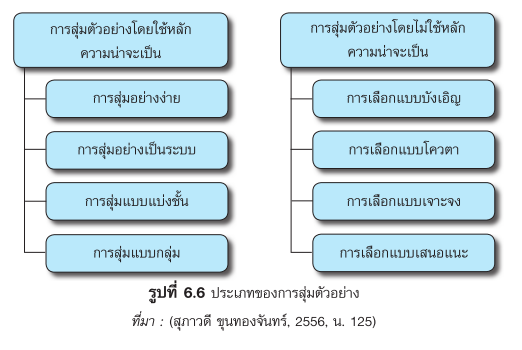 การสุ่มตัวอย่างโดยใช้หลัก
ความน่าจะเป็น
การสุ่มอย่างง่าย
การสุ่มอย่างเป็นระบบ
การสุ่มแบบแบ่งชั้น
การสุ่มแบบกลุ่ม
การสุ่มตัวอย่างโดยไม่ใช้หลัก
ความน่าจะเป็น
การเลือกแบบบังเอิญ
การเลือกแบบโควตา
การเลือกแบบเจาะจง
การเลือกแบบเสนอแนะ
รูปที่ 6.6 ประเภทของการสุ่มตัวอย่าง
ที่มา : (สุภาวดี ขุนทองจันทร์, 2556, น. 125)